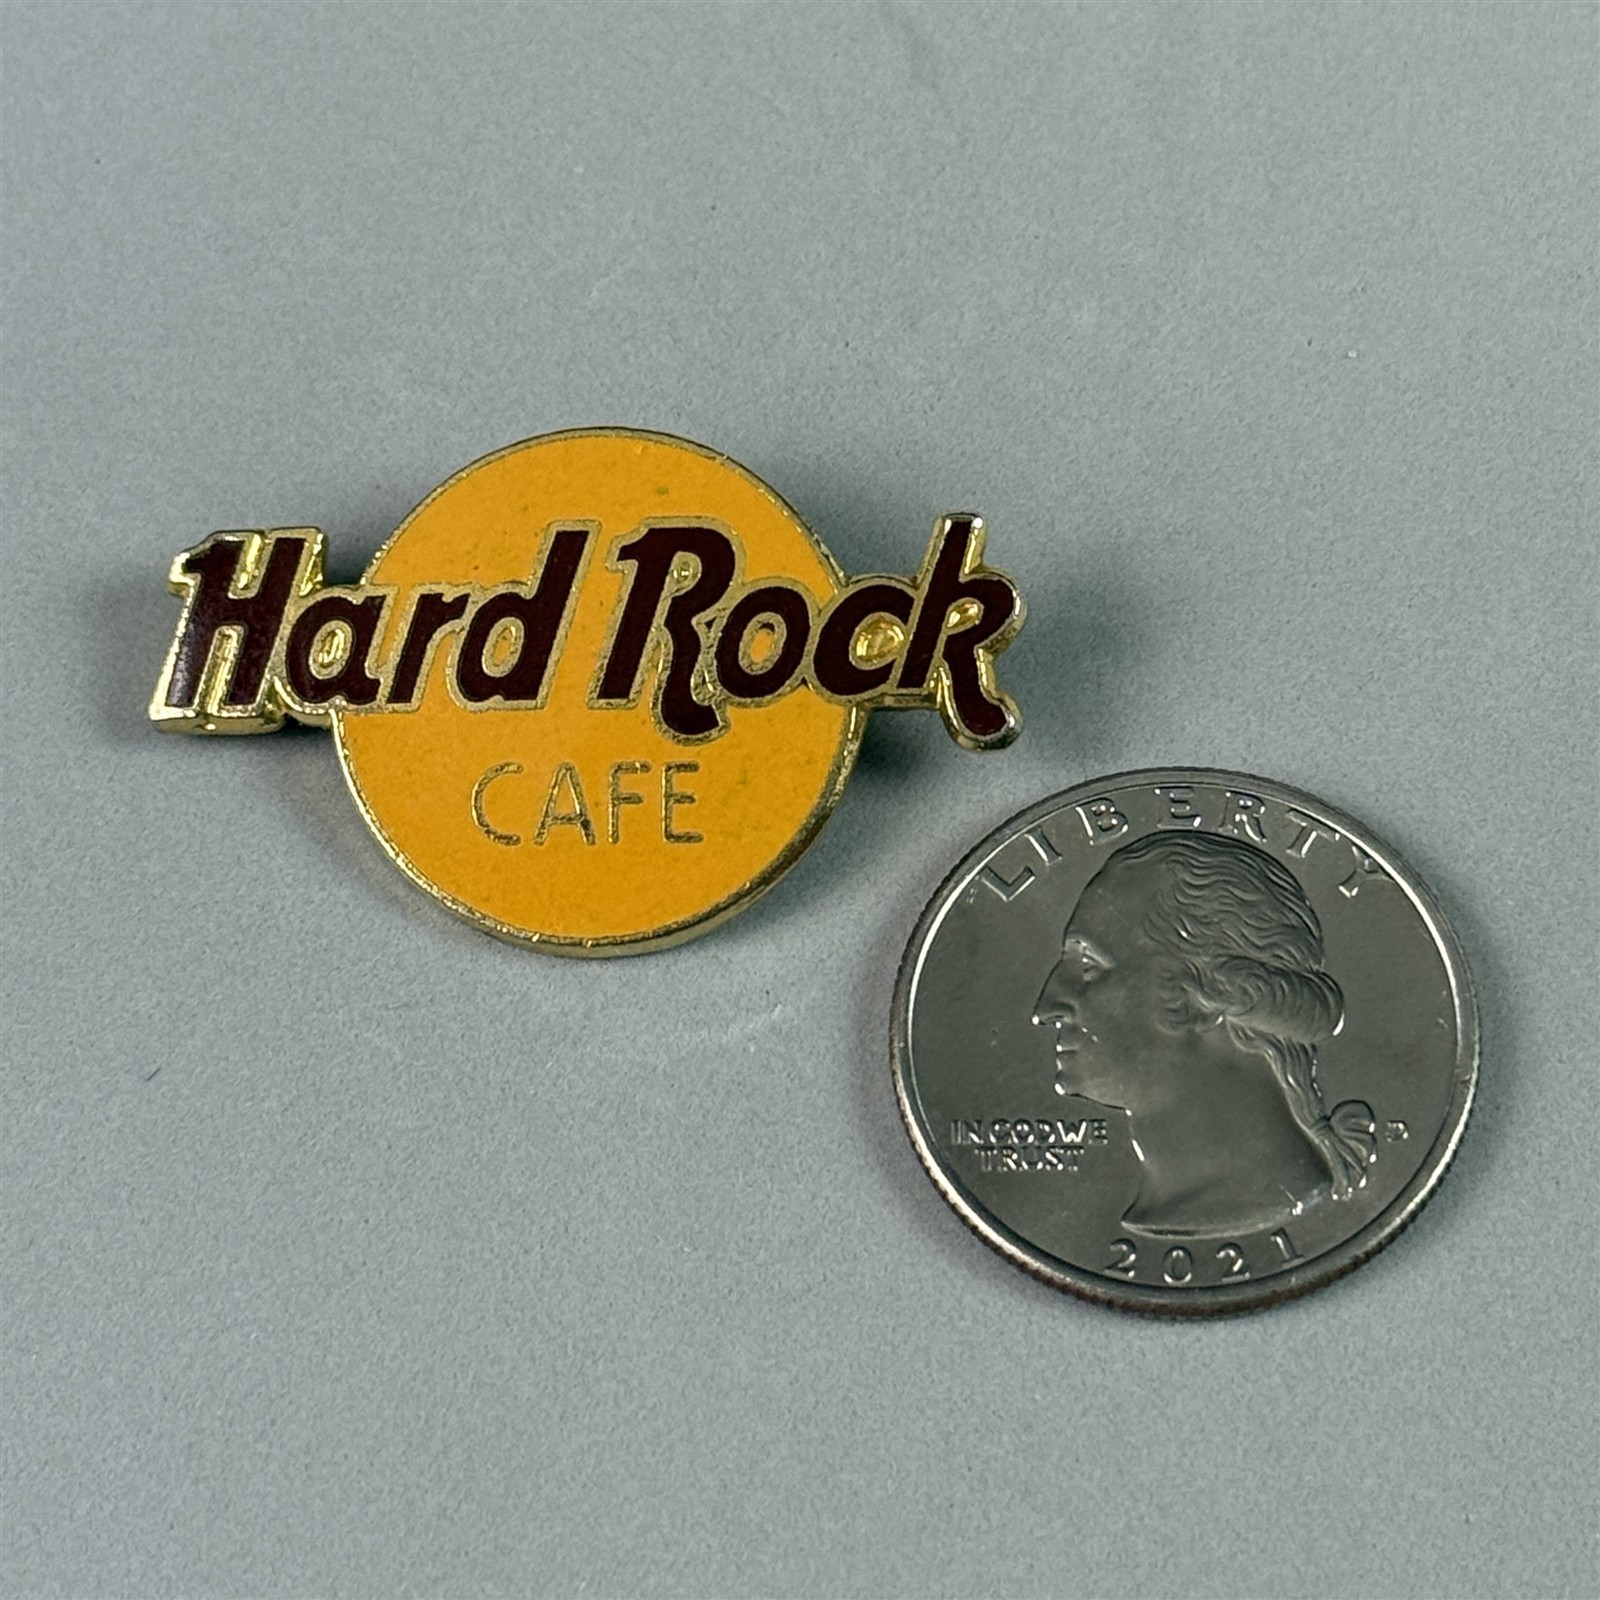 Hard Rock
CAFE
LIBERTY
IN GOD WE
TRUST
D
2021